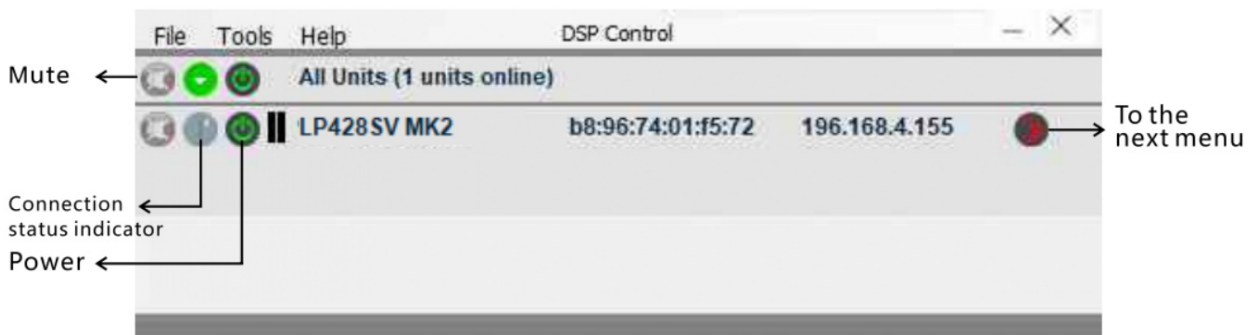 File Tools Help DSP Control
Mute All Units (1 units online)
LP428SV MK2 b8:96:74:01:f5:72 196.168.4.155
To the
next menu
Connection
status indicator
Power